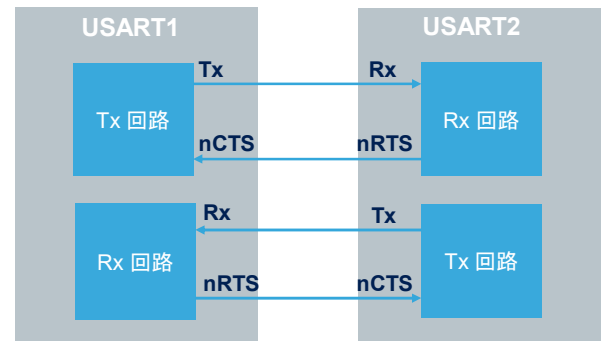 USART1 USART2
Tx Rx
Tx 回路 Rx 回路
nCTS nRTS
Rx Tx
Rx 回路 Tx 回路
nRTS nCTS